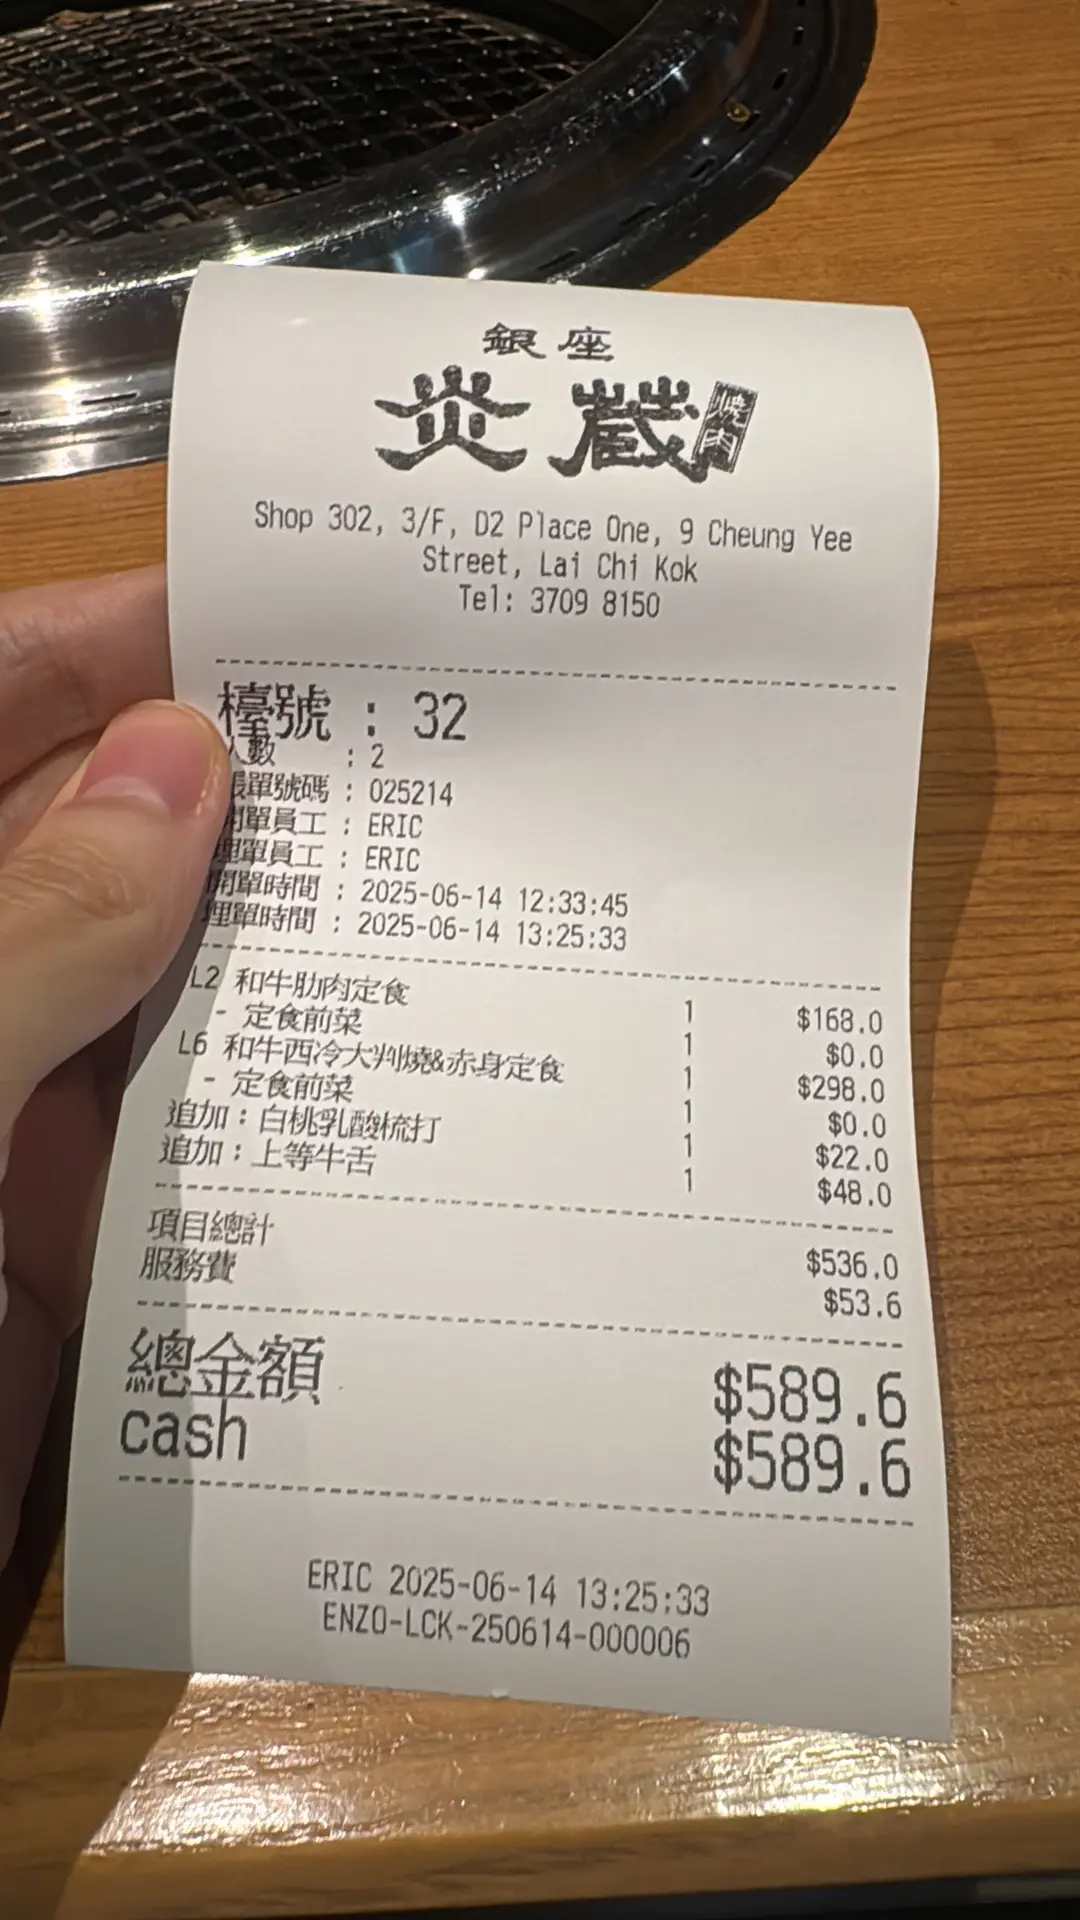 銀座
炎蔵 焼肉
Shop 302, 3/F, D2 Place One, 9 Cheung Yee
Street, Lai Chi Kok
Tel: 3709 8150
檯號 : 32
人數 : 2
賬單號碼 : 025214
開單員工 : ERIC
埋單員工 : ERIC
開單時間 : 2025-06-14 12:33:45
埋單時間 : 2025-06-14 13:25:33
L2 和牛肋肉定食 1 $168.0
- 定食前菜 1 $0.0
L6 和牛西冷大判燒&赤身定食 1 $298.0
- 定食前菜 1 $0.0
追加：白桃乳酸梳打 1 $22.0
追加：上等牛舌 1 $48.0
項目總計 $536.0
服務費 $53.6
總金額 $589.6
cash $589.6
ERIC 2025-06-14 13:25:33
ENZO-LCK-250614-000006